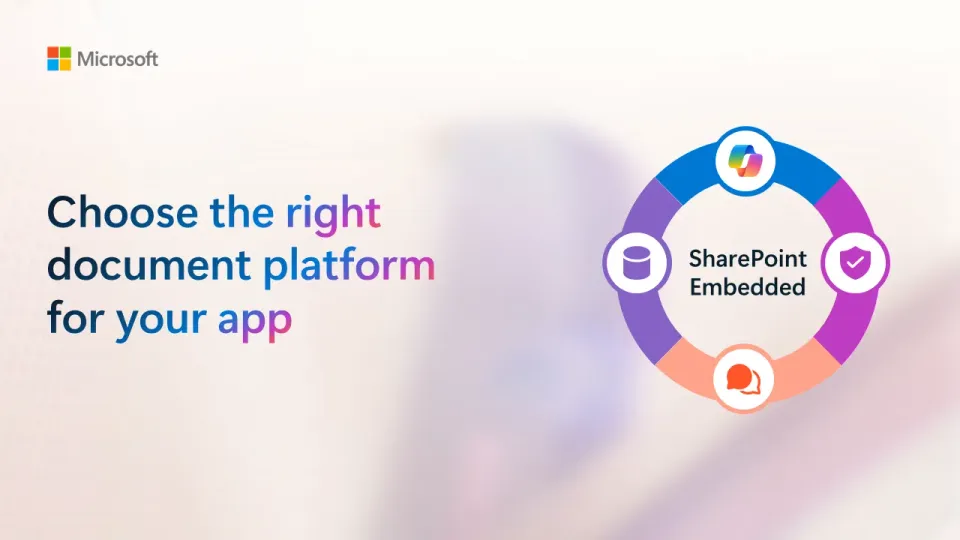 Microsoft
Choose the right
document platform
for your app
SharePoint
Embedded